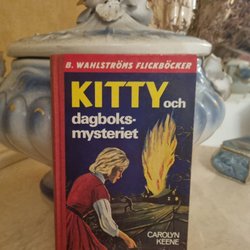 B. WAHLSTRÖMS FLICKBÖCKER
KITTY och
dagboks-
mysteriet
CAROLYN
KEENE